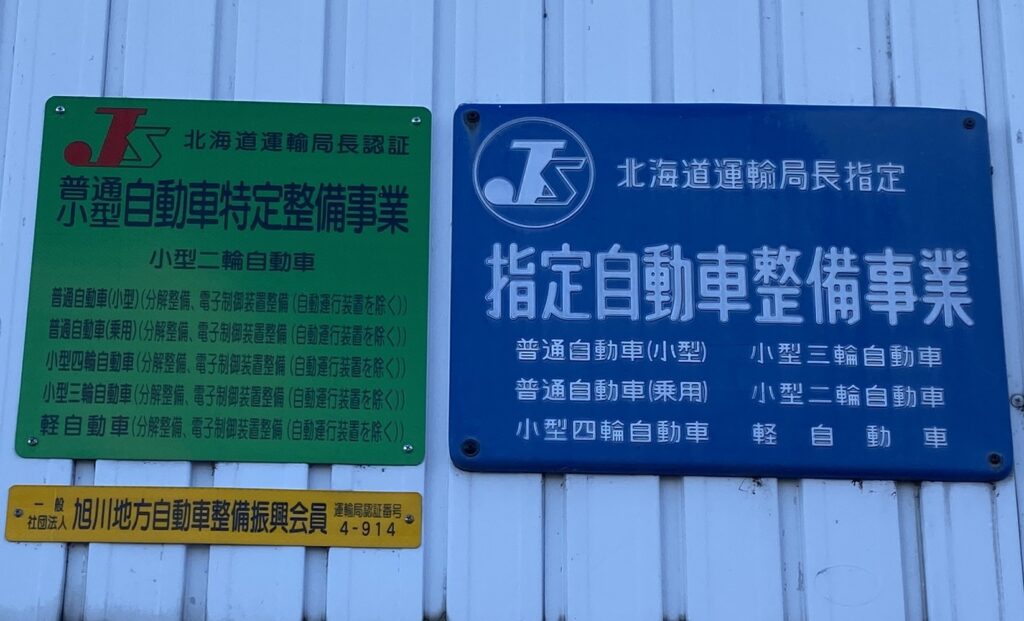 JS 北海道運輸局長認証
普通 小型 自動車特定整備事業
小型二輪自動車
普通自動車(小型)(分解整備、電子制御装置整備(自動運行装置を除く))
普通自動車(乗用)(分解整備、電子制御装置整備(自動運行装置を除く))
小型四輪自動車(分解整備、電子制御装置整備(自動運行装置を除く))
小型三輪自動車(分解整備、電子制御装置整備(自動運行装置を除く))
軽自動車(分解整備、電子制御装置整備(自動運行装置を除く))
一般社団法人 旭川地方自動車整備振興会員 運輸局認証番号 4-914
JS 北海道運輸局長指定
指定自動車整備事業
普通自動車(小型) 小型三輪自動車
普通自動車(乗用) 小型二輪自動車
小型四輪自動車 軽自動車